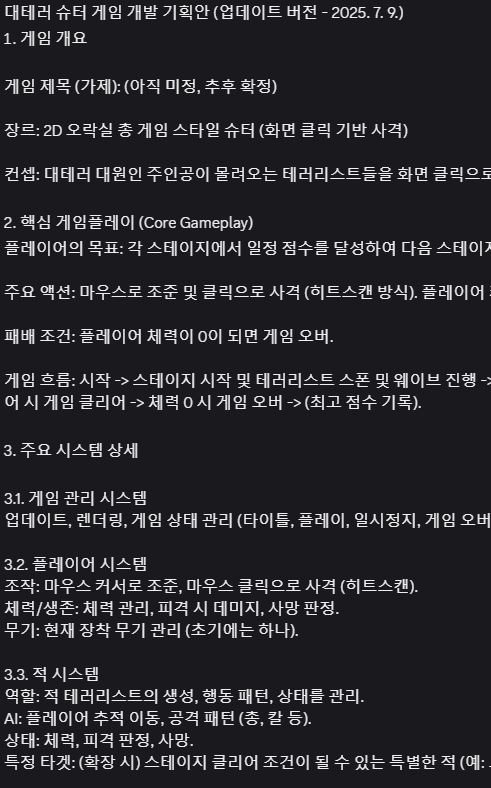 대테러 슈터 게임 개발 기획안 (업데이트 버전 - 2025. 7. 9.)
1. 게임 개요
게임 제목 (가제): (아직 미정, 추후 확정)
장르: 2D 오락실 총 게임 스타일 슈터 (화면 클릭 기반 사격)
컨셉: 대테러 대원인 주인공이 몰려오는 테러리스트들을 화면 클릭으로
2. 핵심 게임플레이 (Core Gameplay)
플레이어의 목표: 각 스테이지에서 일정 점수를 달성하여 다음 스테이지
주요 액션: 마우스로 조준 및 클릭으로 사격 (히트스캔 방식). 플레이어
패배 조건: 플레이어 체력이 0이 되면 게임 오버.
게임 흐름: 시작 -> 스테이지 시작 및 테러리스트 스폰 및 웨이브 진행 ->
어 시 게임 클리어 -> 체력 0 시 게임 오버 -> (최고 점수 기록).
3. 주요 시스템 상세
3.1. 게임 관리 시스템
업데이트, 렌더링, 게임 상태 관리 (타이틀, 플레이, 일시정지, 게임 오버
3.2. 플레이어 시스템
조작: 마우스 커서로 조준, 마우스 클릭으로 사격 (히트스캔).
체력/생존: 체력 관리, 피격 시 데미지, 사망 판정.
무기: 현재 장착 무기 관리 (초기에는 하나).
3.3. 적 시스템
역할: 적 테러리스트의 생성, 행동 패턴, 상태를 관리.
AI: 플레이어 추적 이동, 공격 패턴 (총, 칼 등).
상태: 체력, 피격 판정, 사망.
특정 타겟: (확장 시) 스테이지 클리어 조건이 될 수 있는 특별한 적 (예: